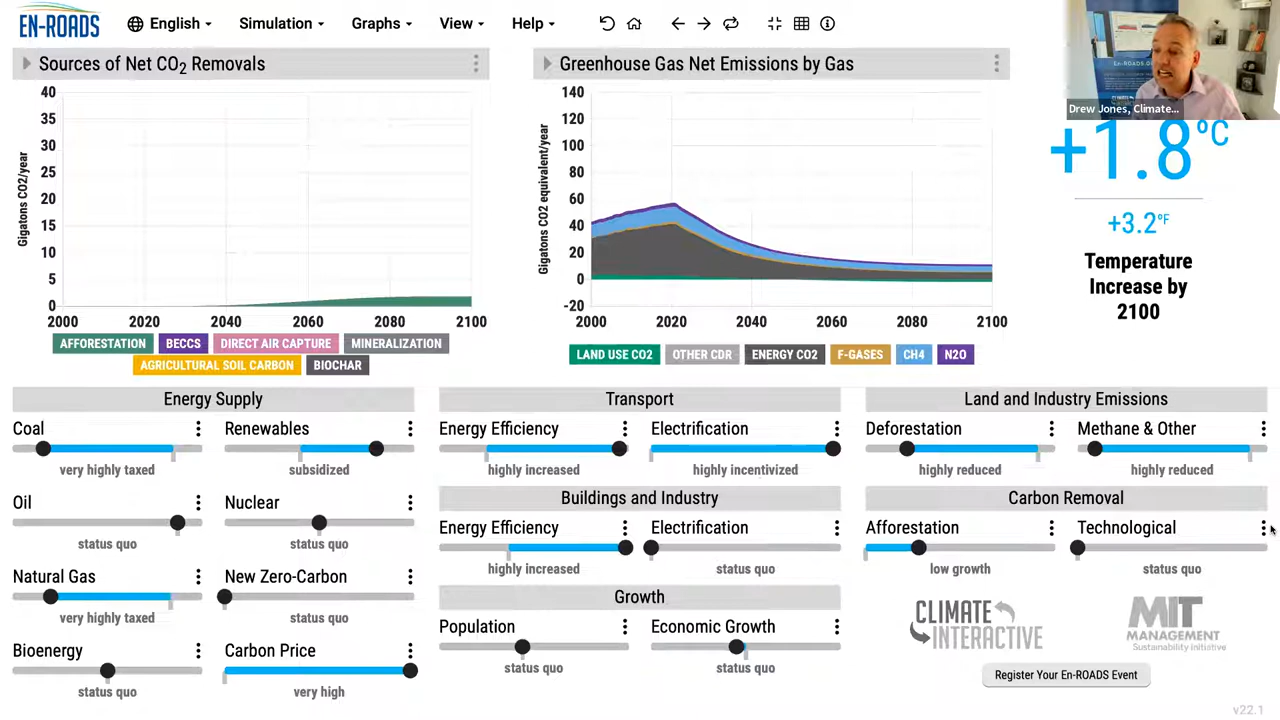 EN-ROADS
English
Simulation
Graphs
View
Help
Drew Jones, Climate...
Sources of Net CO2 Removals
Gigatons CO2/year
40
35
30
25
20
15
10
5
0
2000 2020 2040 2060 2080 2100
AFFORESTATION BECCS DIRECT AIR CAPTURE MINERALIZATION
AGRICULTURAL SOIL CARBON BIOCHAR
Greenhouse Gas Net Emissions by Gas
Gigatons CO2 equivalent/year
140
120
100
80
60
40
20
0
-20
2000 2020 2040 2060 2080 2100
LAND USE CO2 OTHER CDR ENERGY CO2 F-GASES CH4 N2O
+1.8°C
+3.2°F
Temperature
Increase by
2100
Energy Supply
Coal
very highly taxed
Renewables
subsidized
Oil
status quo
Nuclear
status quo
Natural Gas
very highly taxed
New Zero-Carbon
status quo
Bioenergy
status quo
Carbon Price
very high
Transport
Energy Efficiency
highly increased
Electrification
highly incentivized
Buildings and Industry
Energy Efficiency
highly increased
Electrification
status quo
Growth
Population
status quo
Economic Growth
status quo
Land and Industry Emissions
Deforestation
highly reduced
Methane & Other
highly reduced
Carbon Removal
Afforestation
low growth
Technological
status quo
CLIMATE
INTERACTIVE
MIT
MANAGEMENT
Sustainability Initiative
Register Your En-ROADS Event
v22.1